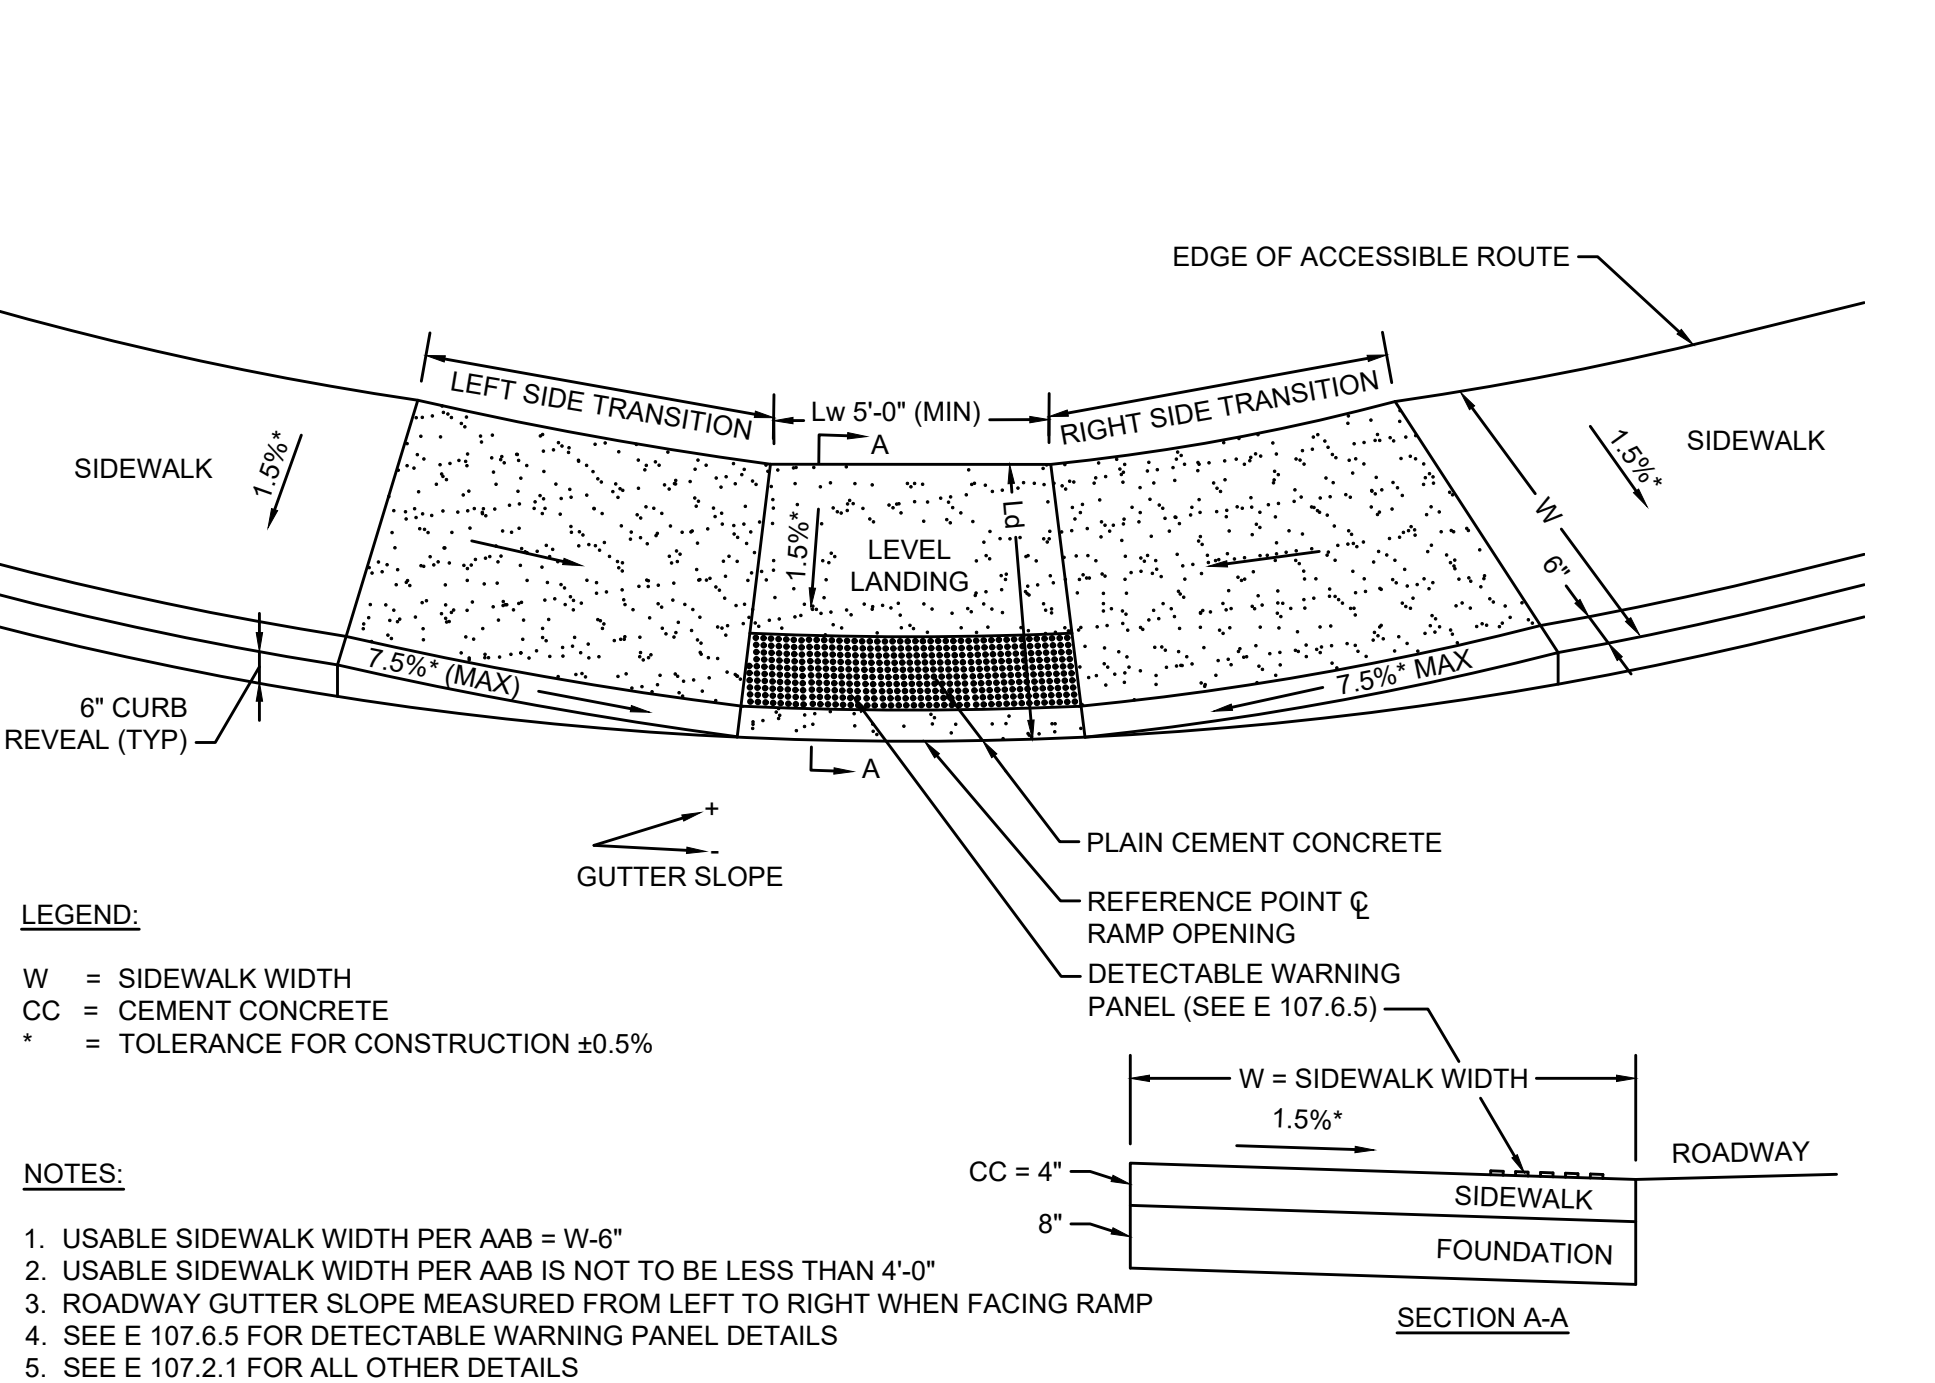 EDGE OF ACCESSIBLE ROUTE
LEFT SIDE TRANSITION
Lw 5'-0" (MIN)
RIGHT SIDE TRANSITION
A
SIDEWALK
1.5%*
1.5%*
SIDEWALK
Ld
W
1.5%*
LEVEL
LANDING
6"
7.5%* (MAX)
7.5%* MAX
6" CURB
REVEAL (TYP)
A
+
-
GUTTER SLOPE
PLAIN CEMENT CONCRETE
REFERENCE POINT ℄
RAMP OPENING
DETECTABLE WARNING
PANEL (SEE E 107.6.5)
LEGEND:
W = SIDEWALK WIDTH
CC = CEMENT CONCRETE
* = TOLERANCE FOR CONSTRUCTION ±0.5%
W = SIDEWALK WIDTH
1.5%*
ROADWAY
CC = 4"
SIDEWALK
8"
FOUNDATION
SECTION A-A
NOTES:
1. USABLE SIDEWALK WIDTH PER AAB = W-6"
2. USABLE SIDEWALK WIDTH PER AAB IS NOT TO BE LESS THAN 4'-0"
3. ROADWAY GUTTER SLOPE MEASURED FROM LEFT TO RIGHT WHEN FACING RAMP
4. SEE E 107.6.5 FOR DETECTABLE WARNING PANEL DETAILS
5. SEE E 107.2.1 FOR ALL OTHER DETAILS